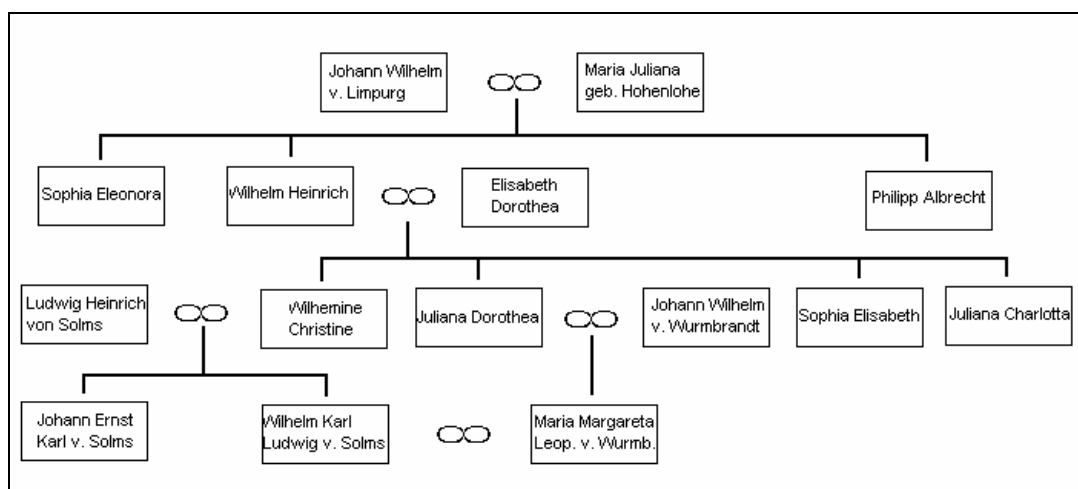 Johann Wilhelm
v. Limpurg
Maria Juliana
geb. Hohenlohe
Sophia Eleonora
Wilhelm Heinrich
Elisabeth
Dorothea
Philipp Albrecht
Ludwig Heinrich
von Solms
Wilhemine
Christine
Juliana Dorothea
Johann Wilhelm
v. Wurmbrandt
Sophia Elisabeth
Juliana Charlotta
Johann Ernst
Karl v. Solms
Wilhelm Karl
Ludwig v. Solms
Maria Margareta
Leop. v. Wurmb.